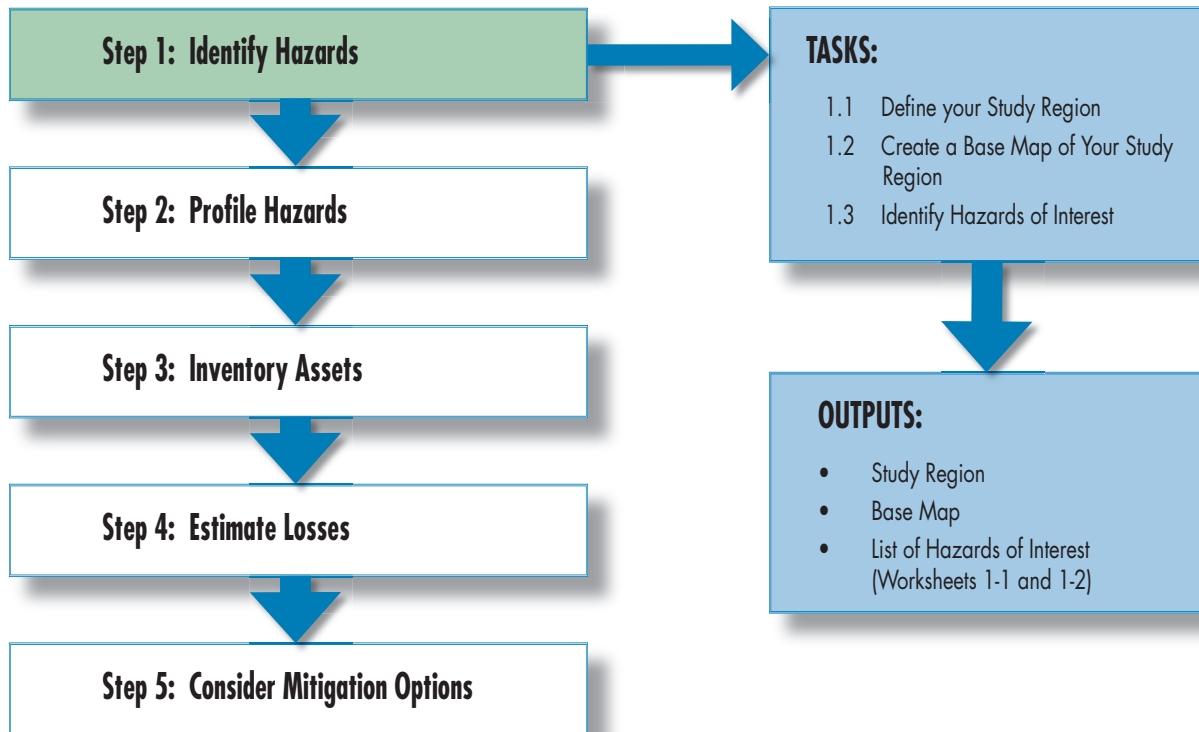 Step 1: Identify Hazards
Step 2: Profile Hazards
Step 3: Inventory Assets
Step 4: Estimate Losses
Step 5: Consider Mitigation Options
TASKS:
1.1 Define your Study Region
1.2 Create a Base Map of Your Study
Region
1.3 Identify Hazards of Interest
OUTPUTS:
• Study Region
• Base Map
• List of Hazards of Interest
(Worksheets 1-1 and 1-2)